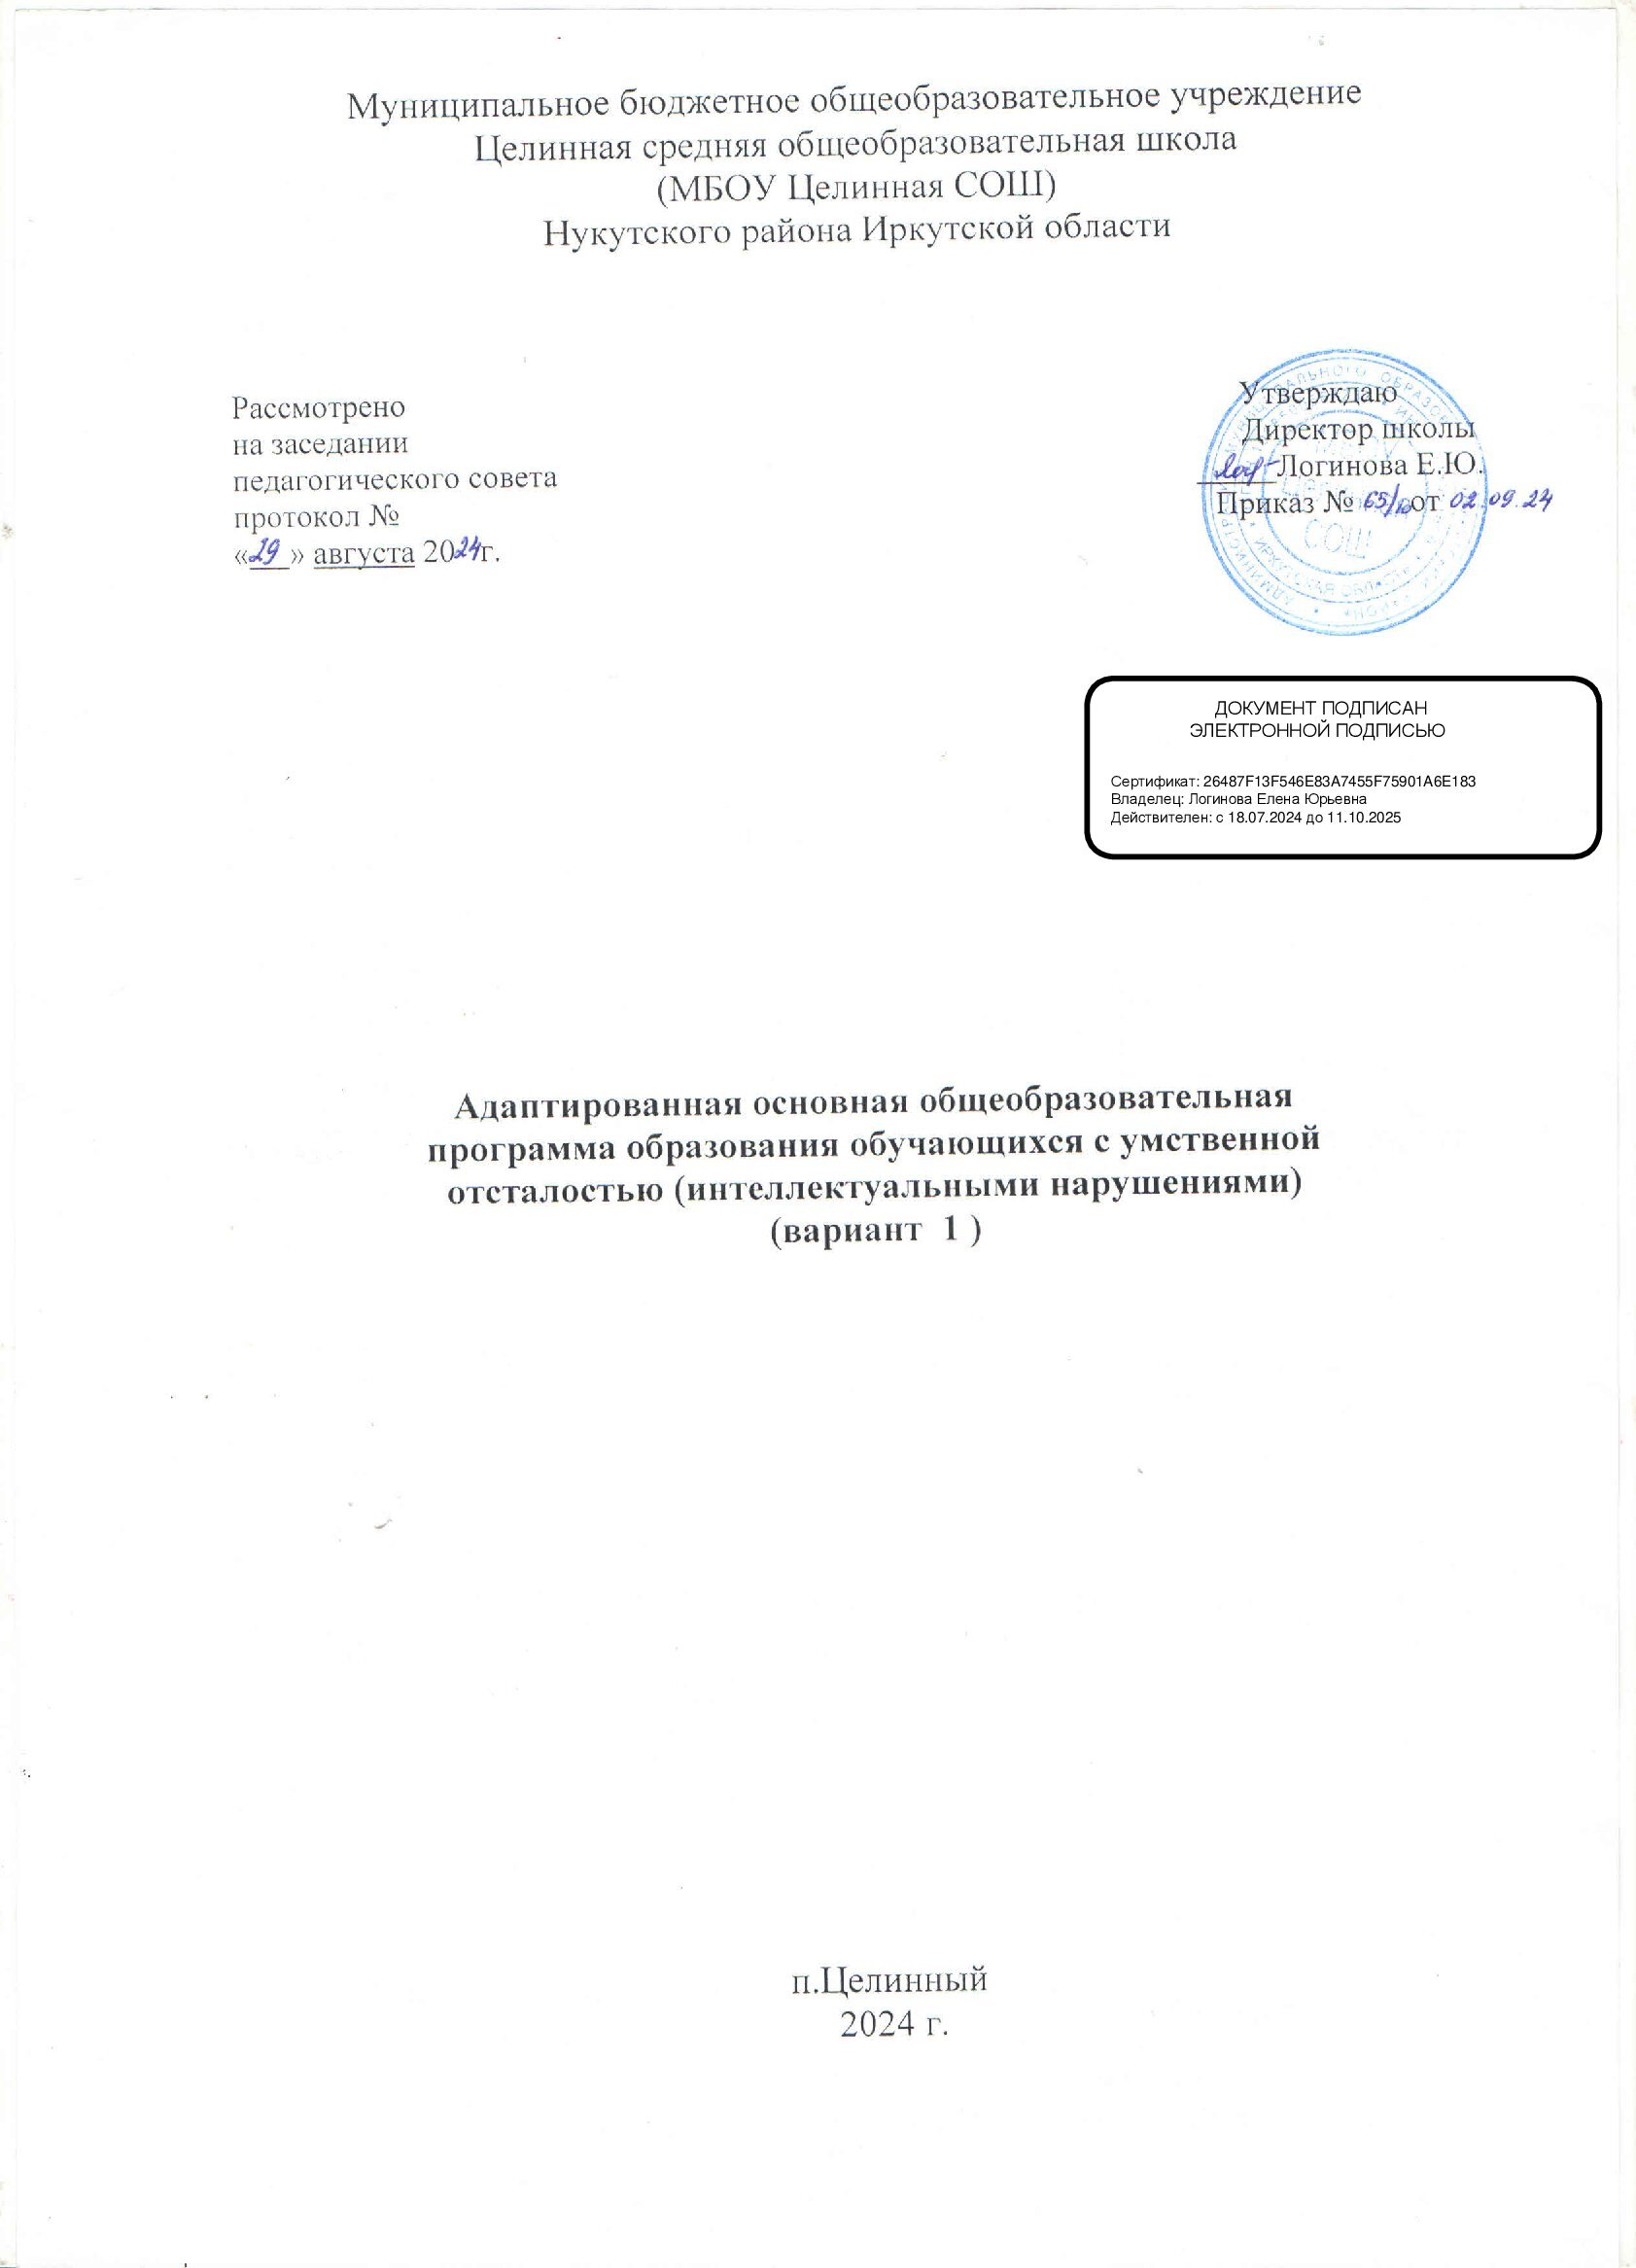 Муниципальное бюджетное общеобразовательное учреждение
Целинная средняя общеобразовательная школа
(МБОУ Целинная СОШ)
Нукутского района Иркутской области
Рассмотрено
на заседании
педагогического совета
протокол №
«29» августа 2024г.
Утверждаю
Директор школы
Логинова Е.Ю.
Приказ № 65/ от 02.09.24
СОШ
ИРКУТСКАЯ ОБЛАСТЬ
ДОКУМЕНТ ПОДПИСАН
ЭЛЕКТРОННОЙ ПОДПИСЬЮ
Сертификат: 26487F13F546E83A7455F75901A6E183
Владелец: Логинова Елена Юрьевна
Действителен: с 18.07.2024 до 11.10.2025
Адаптированная основная общеобразовательная
программа образования обучающихся с умственной
отсталостью (интеллектуальными нарушениями)
(вариант 1 )
п.Целинный
2024 г.